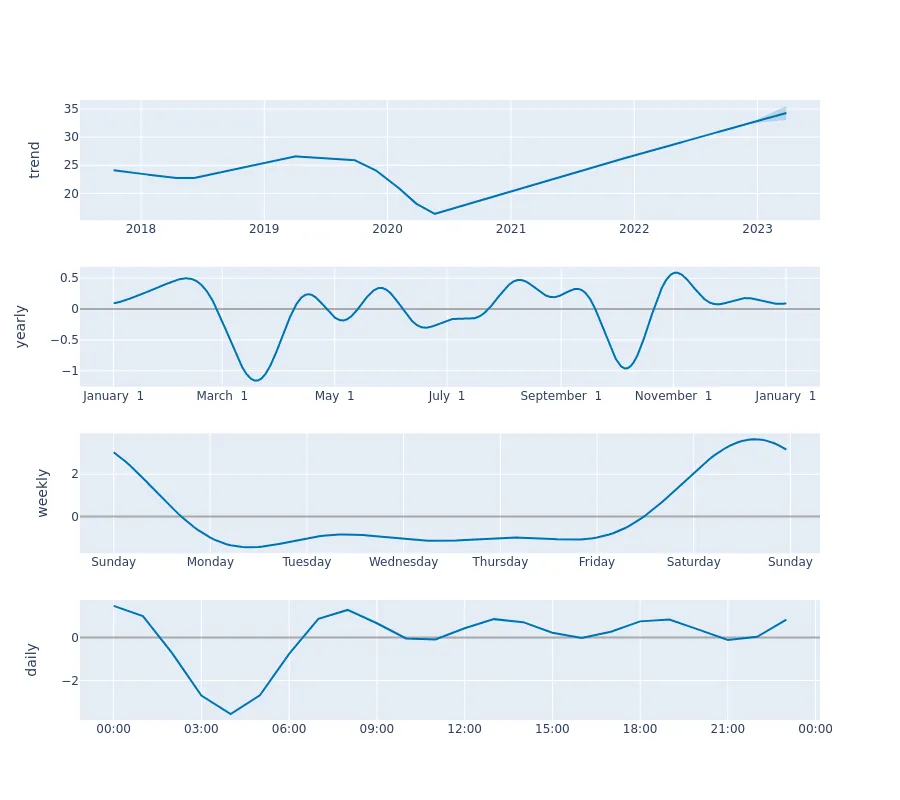 trend
35
30
25
20
2018 2019 2020 2021 2022 2023
yearly
0.5
0
−0.5
−1
January 1 March 1 May 1 July 1 September 1 November 1 January 1
weekly
2
0
Sunday Monday Tuesday Wednesday Thursday Friday Saturday Sunday
daily
0
−2
00:00 03:00 06:00 09:00 12:00 15:00 18:00 21:00 00:00